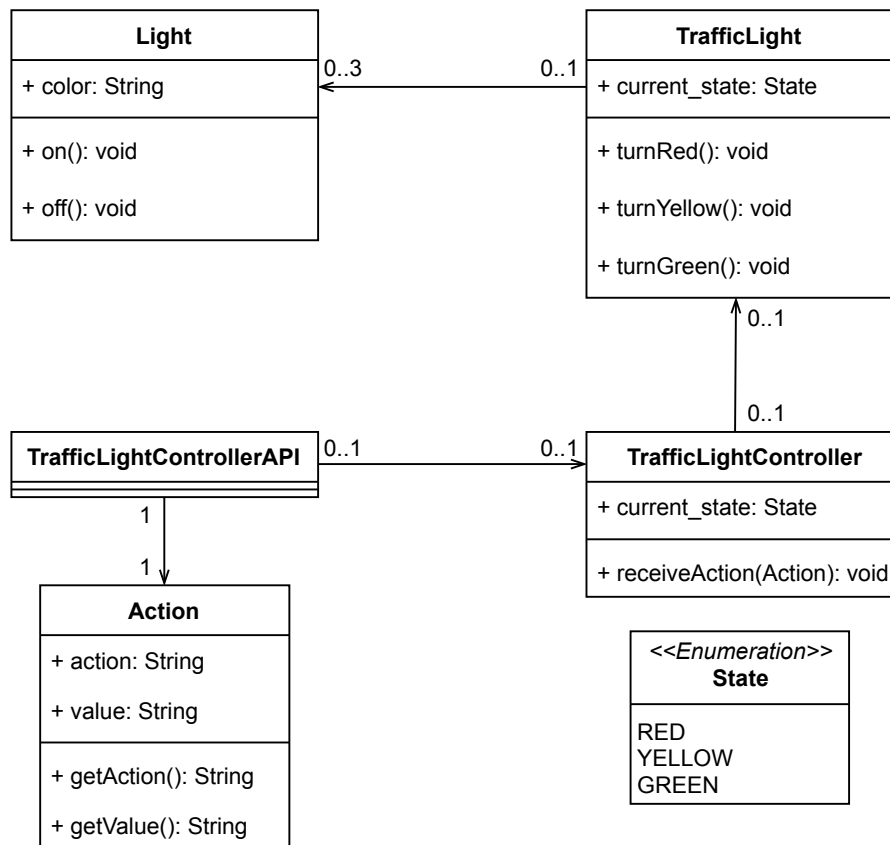 Light
+ color: String
+ on(): void
+ off(): void
0..3
0..1
TrafficLight
+ current_state: State
+ turnRed(): void
+ turnYellow(): void
+ turnGreen(): void
0..1
0..1
TrafficLightControllerAPI
0..1
0..1
TrafficLightController
+ current_state: State
+ receiveAction(Action): void
1
1
Action
+ action: String
+ value: String
+ getAction(): String
+ getValue(): String
<<Enumeration>>
State
RED
YELLOW
GREEN